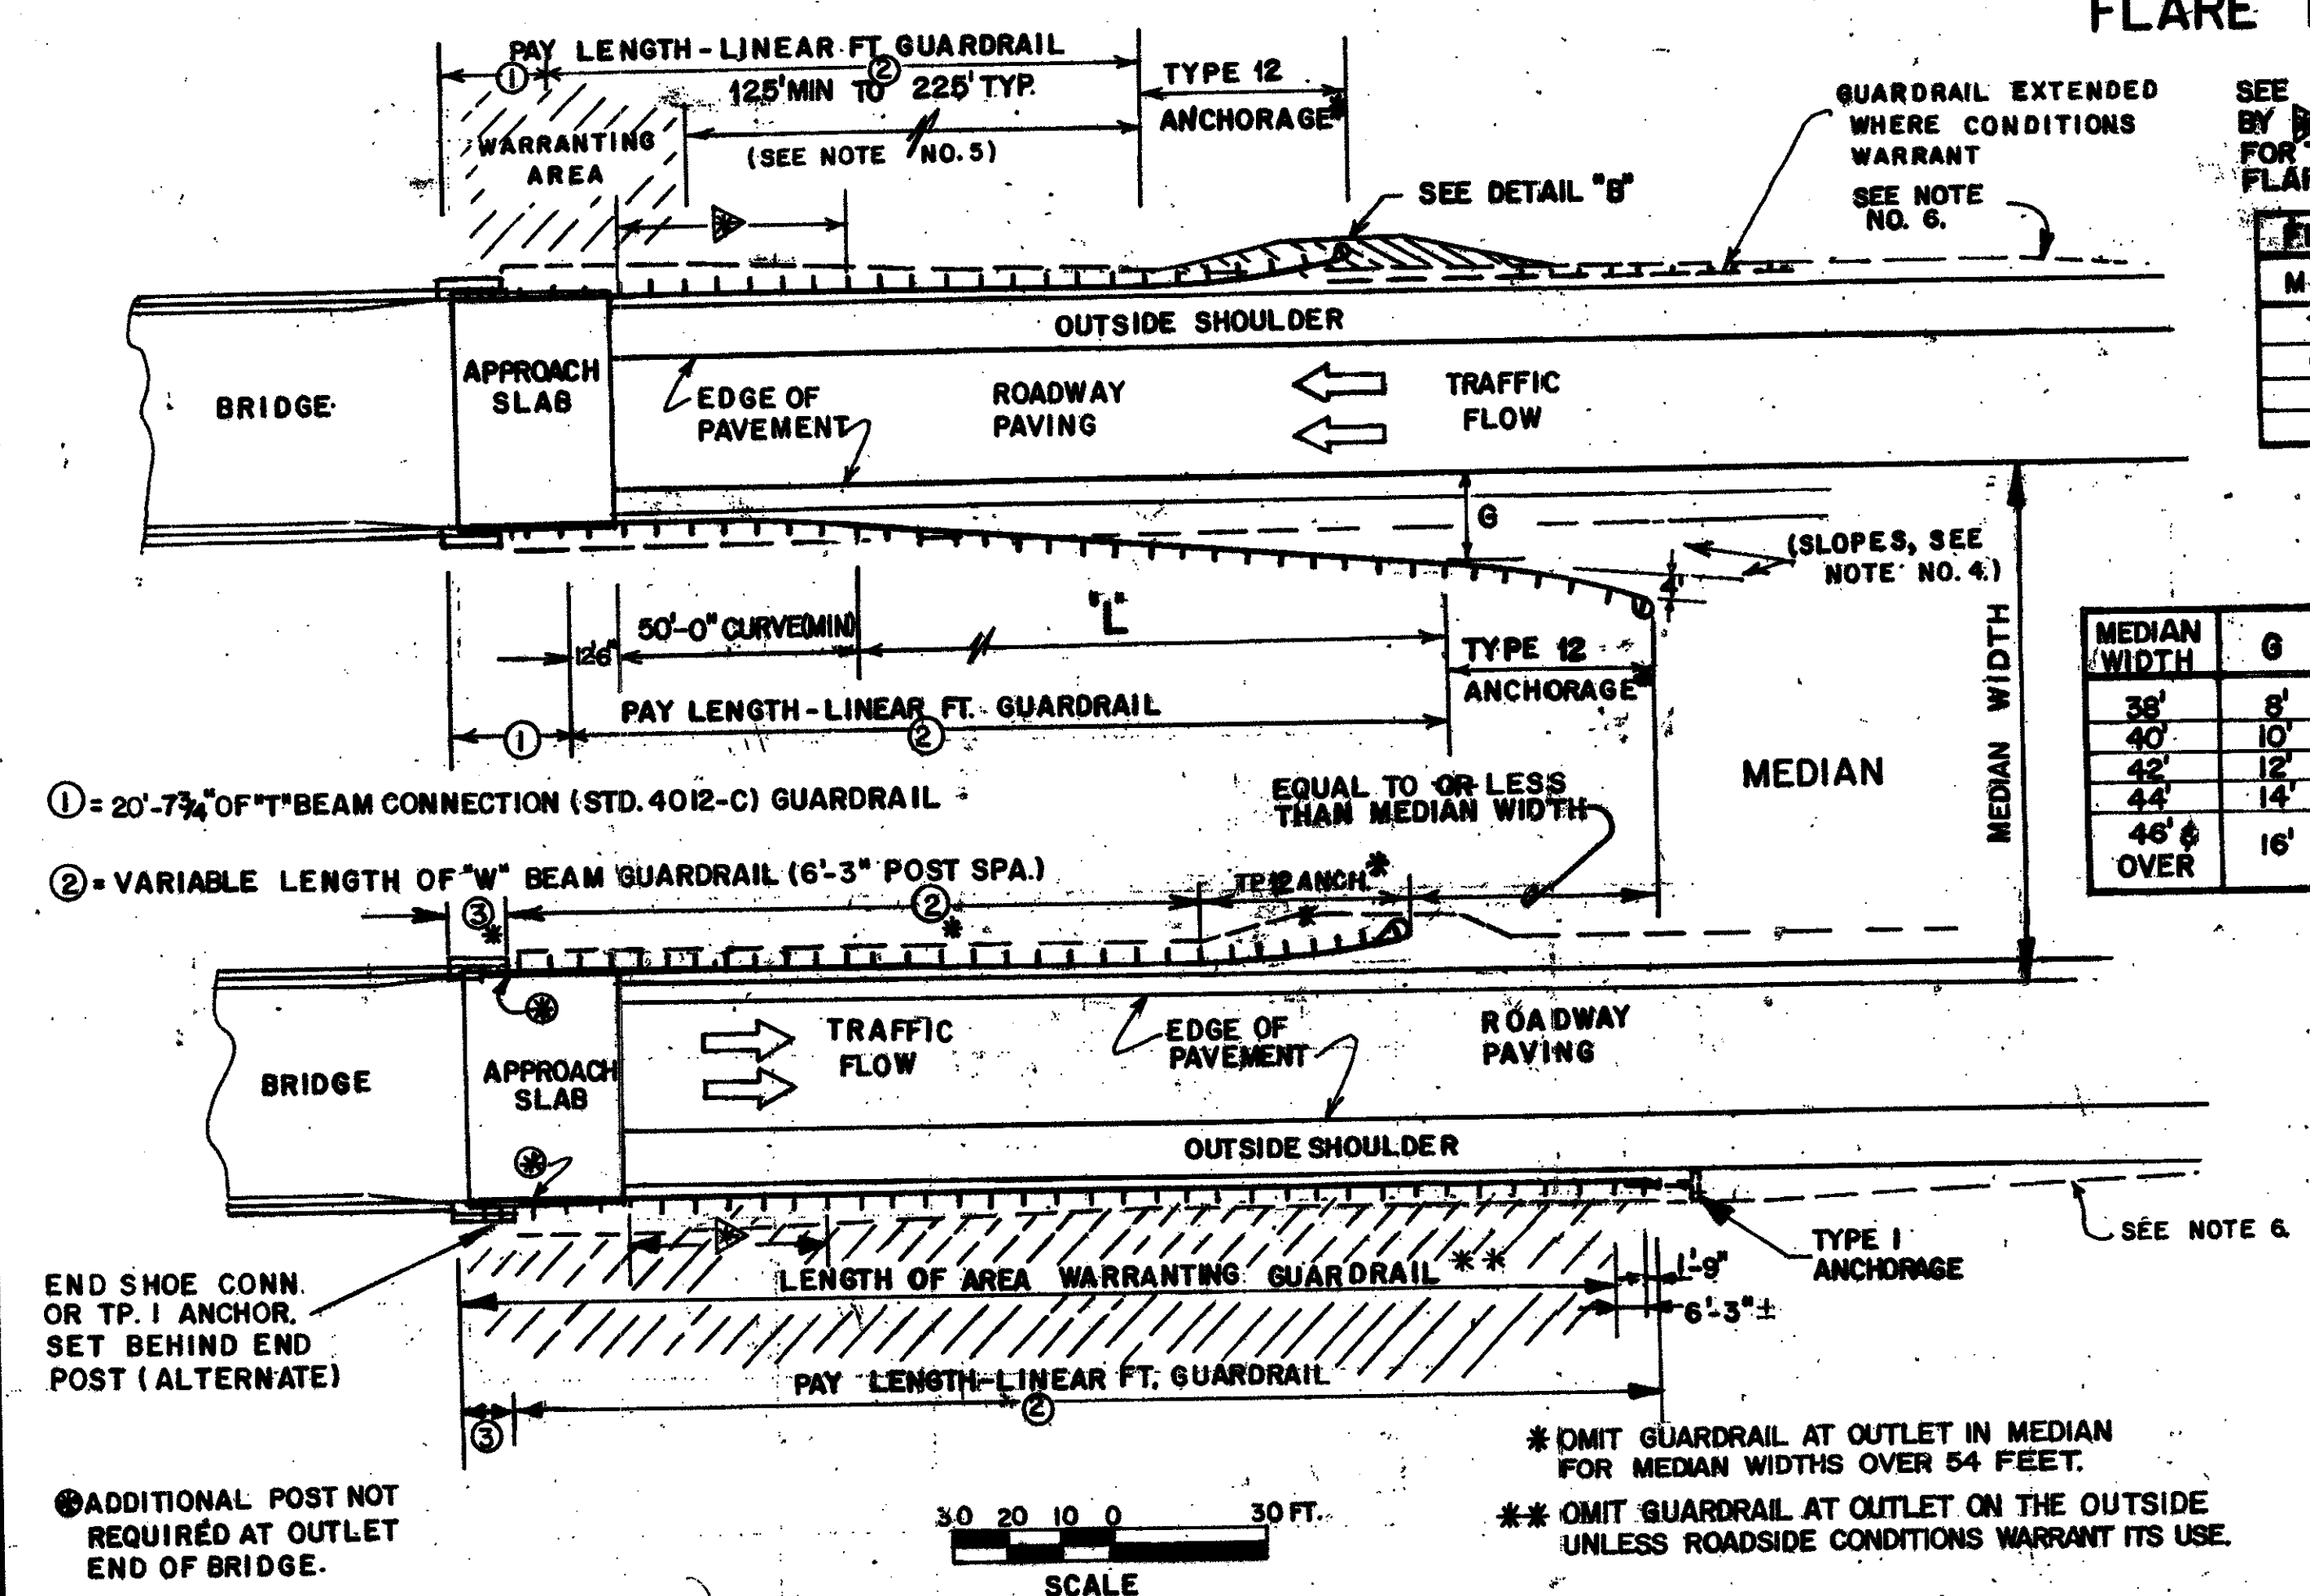 FLARE
PAY LENGTH-LINEAR FT. GUARDRAIL
① ②
125' MIN TO 225' TYP.
TYPE 12
ANCHORAGE*
WARRANTING
AREA
(SEE NOTE NO. 5)
SEE DETAIL "B"
GUARDRAIL EXTENDED
WHERE CONDITIONS
WARRANT
SEE NOTE
NO. 6.
SEE
BY
FOR
M
OUTSIDE SHOULDER
BRIDGE
APPROACH
SLAB
EDGE OF
PAVEMENT
ROADWAY
PAVING
TRAFFIC
FLOW
G
4'
(SLOPES, SEE
NOTE NO. 4.)
12'6"
50'-0" CURVE(MIN)
"L"
TYPE 12
ANCHORAGE*
PAY LENGTH-LINEAR FT. GUARDRAIL
① ②
MEDIAN WIDTH
MEDIAN
MEDIAN
WIDTH G
38' 8'
40' 10'
42' 12'
44' 14'
46' &
OVER 16'
① = 20'-7¾" OF "T" BEAM CONNECTION (STD. 4012-C) GUARDRAIL
② = VARIABLE LENGTH OF "W" BEAM GUARDRAIL (6'-3" POST SPA.)
EQUAL TO OR LESS
THAN MEDIAN WIDTH
③* ②* TP 12 ANCH.*
*
BRIDGE
APPROACH
SLAB
TRAFFIC
FLOW
EDGE OF
PAVEMENT
ROADWAY
PAVING
OUTSIDE SHOULDER
SEE NOTE 6.
TYPE 1
ANCHORAGE
1'-9"
6'-3"±
LENGTH OF AREA WARRANTING GUARDRAIL **
PAY LENGTH-LINEAR FT. GUARDRAIL
③ ②
END SHOE CONN.
OR TP. 1 ANCHOR.
SET BEHIND END
POST (ALTERNATE)
⊛ADDITIONAL POST NOT
REQUIRED AT OUTLET
END OF BRIDGE.
30 20 10 0 30 FT.
SCALE
* OMIT GUARDRAIL AT OUTLET IN MEDIAN
FOR MEDIAN WIDTHS OVER 54 FEET.
** OMIT GUARDRAIL AT OUTLET ON THE OUTSIDE
UNLESS ROADSIDE CONDITIONS WARRANT ITS USE.